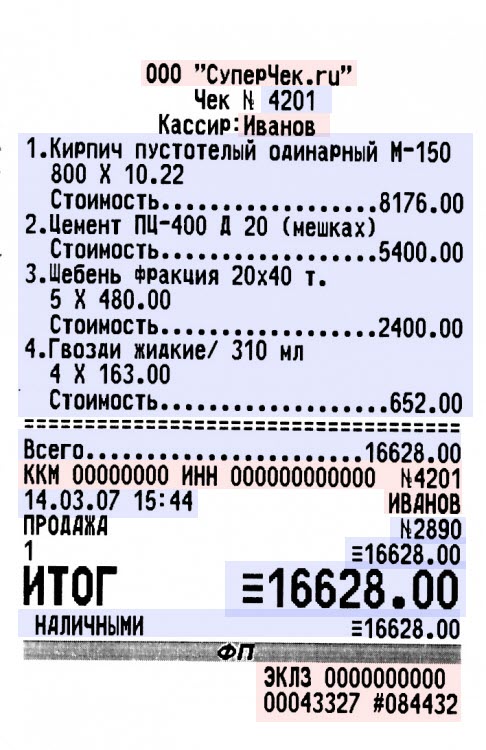 ООО "СуперЧек.ru"
Чек № 4201
Кассир:Иванов
1.Кирпич пустотелый одинарный М-150
800 X 10.22
Стоимость..................8176.00
2.Цемент ПЦ-400 Д 20 (мешках)
Стоимость..................5400.00
3.Щебень фракция 20x40 т.
5 X 480.00
Стоимость..................2400.00
4.Гвозди жидкие/ 310 мл
4 X 163.00
Стоимость...................652.00
======================================
Всего.......................16628.00
ККМ 00000000 ИНН 000000000000 №4201
14.03.07 15:44 ИВАНОВ
ПРОДАЖА №2890
1 ≡16628.00
ИТОГ ≡16628.00
НАЛИЧНЫМИ ≡16628.00
ФП
ЭКЛЗ 0000000000
00043327 #084432